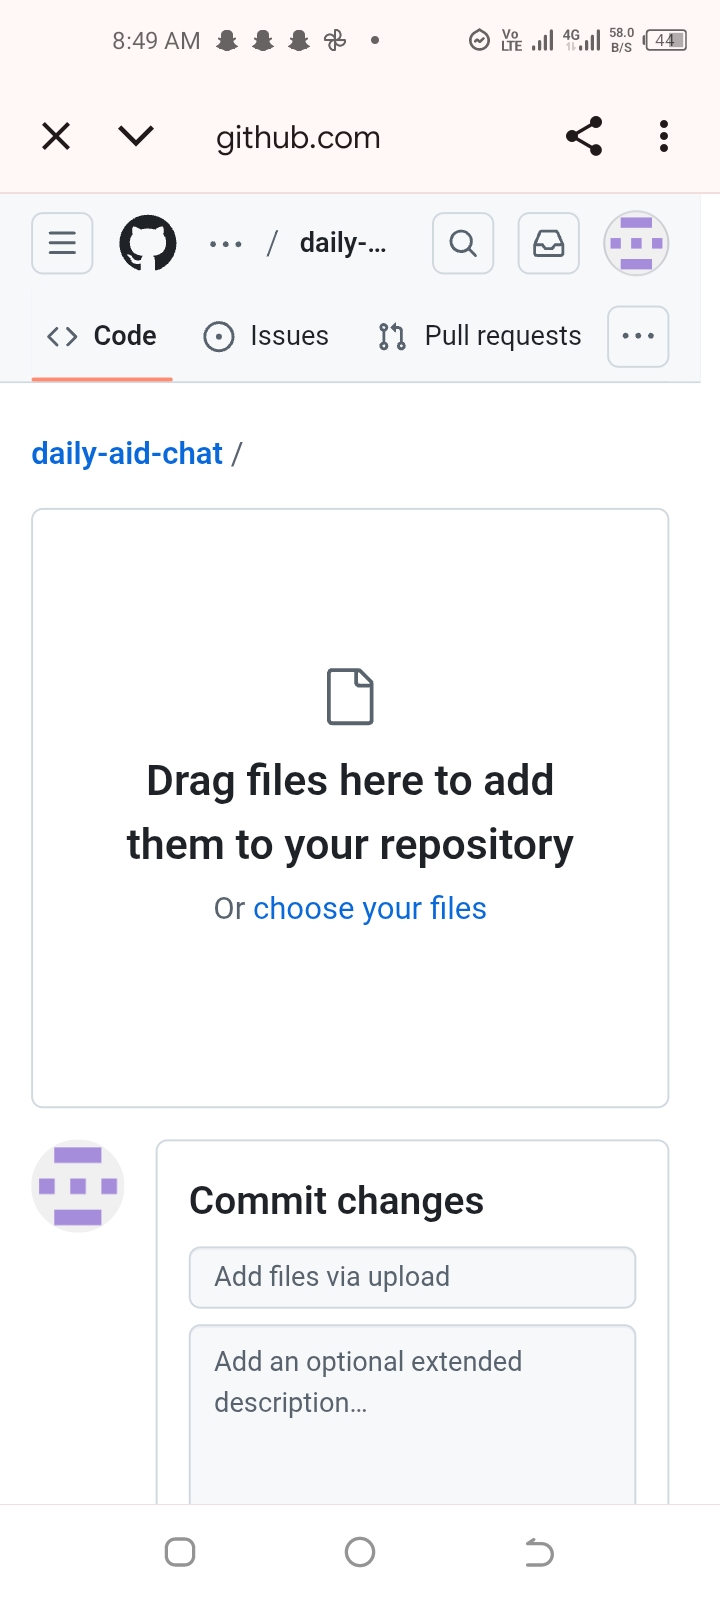 8:49 AM Vo LTE 4G 58.0 B/S 44
github.com
/ daily-...
Code Issues Pull requests
daily-aid-chat /
Drag files here to add
them to your repository
Or choose your files
Commit changes
Add files via upload
Add an optional extended
description...